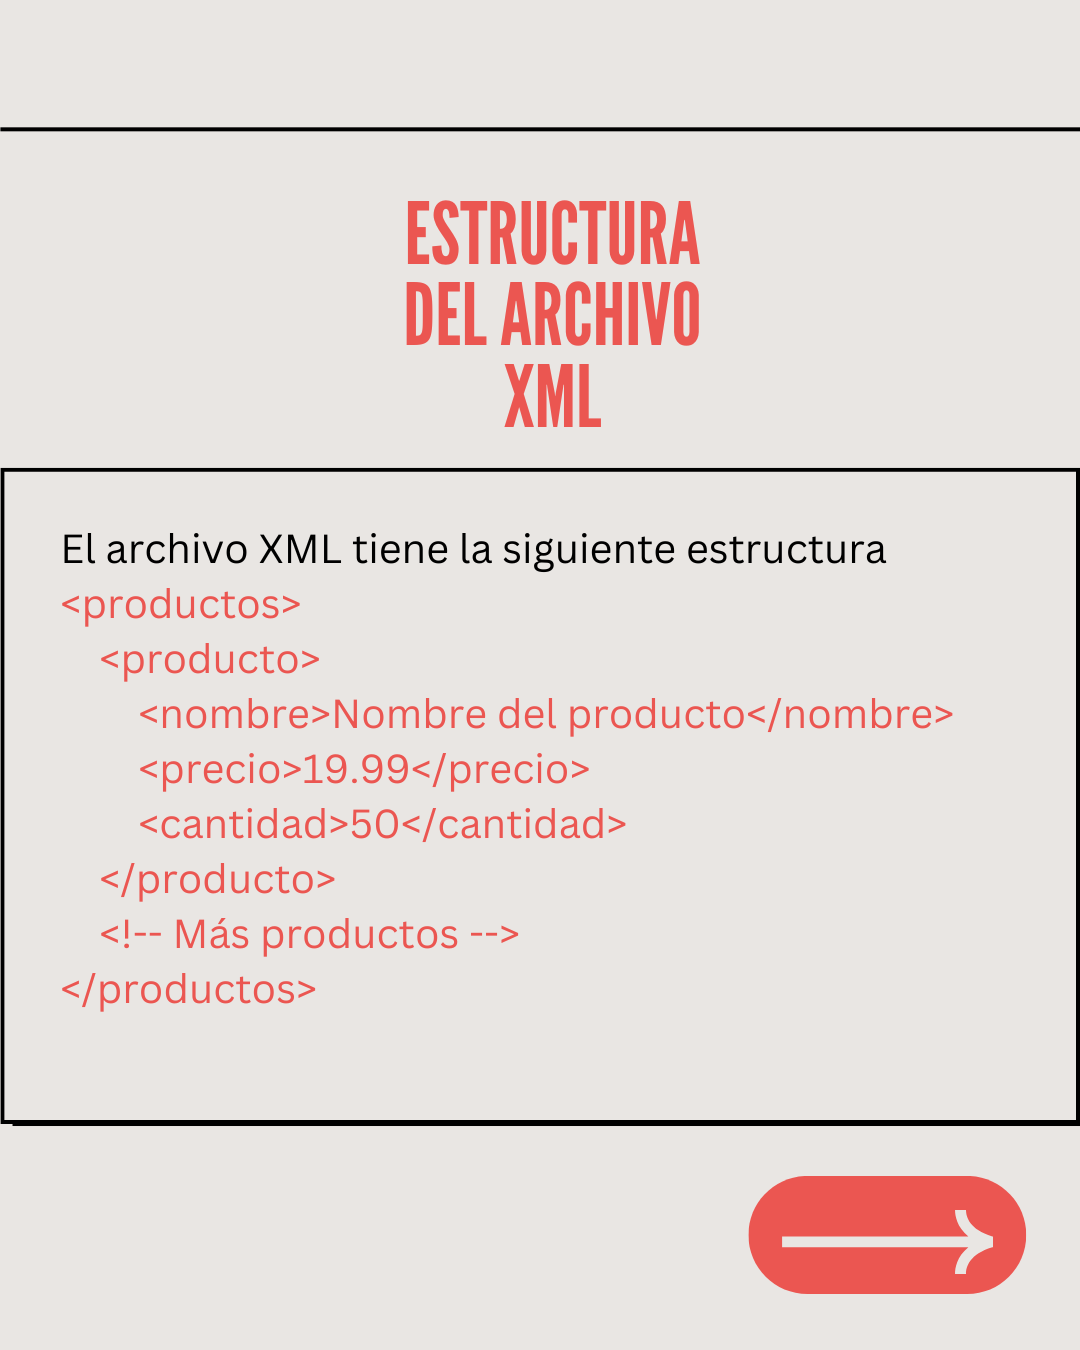 ESTRUCTURA
DEL ARCHIVO
XML
El archivo XML tiene la siguiente estructura
<productos>
    <producto>
        <nombre>Nombre del producto</nombre>
        <precio>19.99</precio>
        <cantidad>50</cantidad>
    </producto>
    <!-- Más productos -->
</productos>